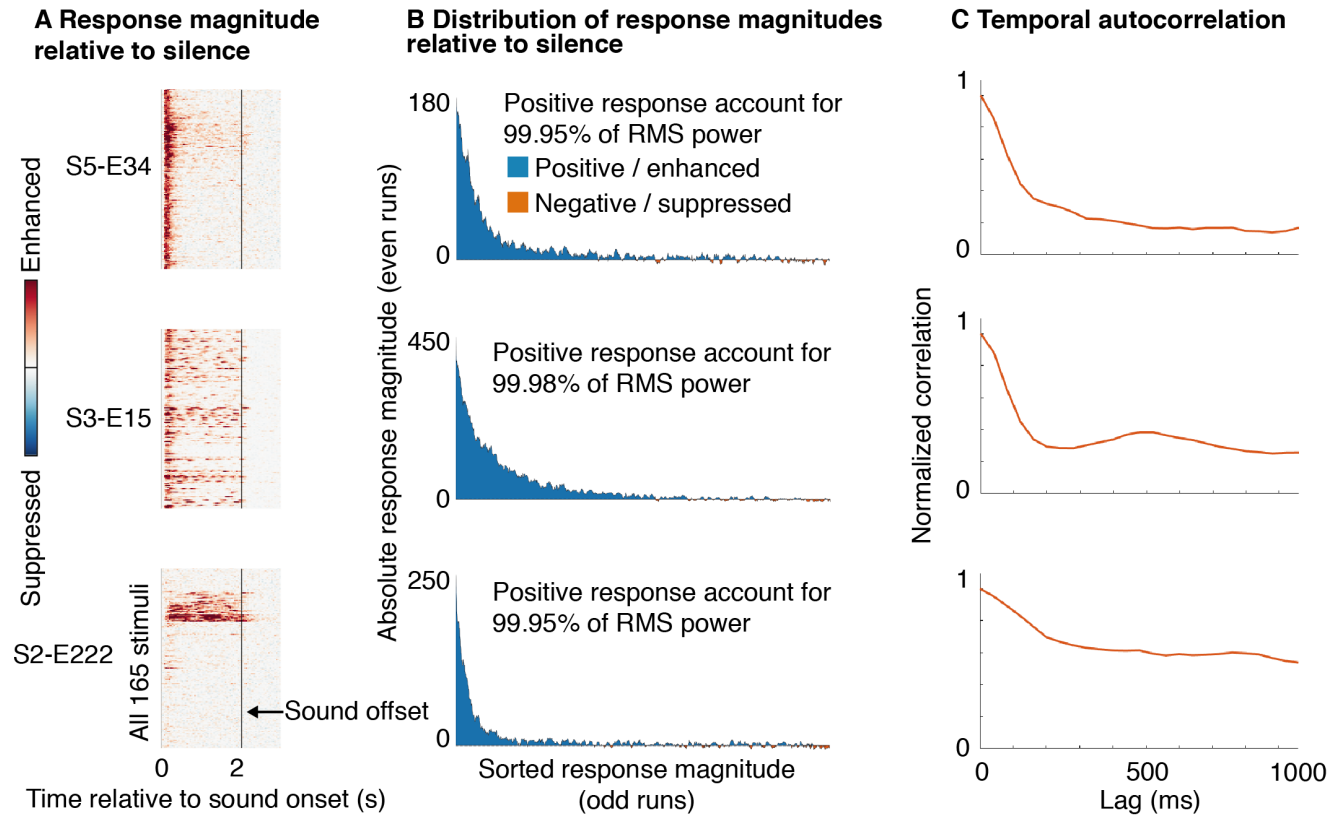 A Response magnitude
relative to silence
Enhanced
Suppressed
S5-E34
S3-E15
S2-E222
All 165 stimuli
Sound offset
0 2
Time relative to sound onset (s)
B Distribution of response magnitudes
relative to silence
Absolute response magnitude (even runs)
180
0
Positive response account for
99.95% of RMS power
Positive / enhanced
Negative / suppressed
450
0
Positive response account for
99.98% of RMS power
250
0
Positive response account for
99.95% of RMS power
Sorted response magnitude
(odd runs)
C Temporal autocorrelation
Normalized correlation
1
0
1
0
1
0
0 500 1000
Lag (ms)